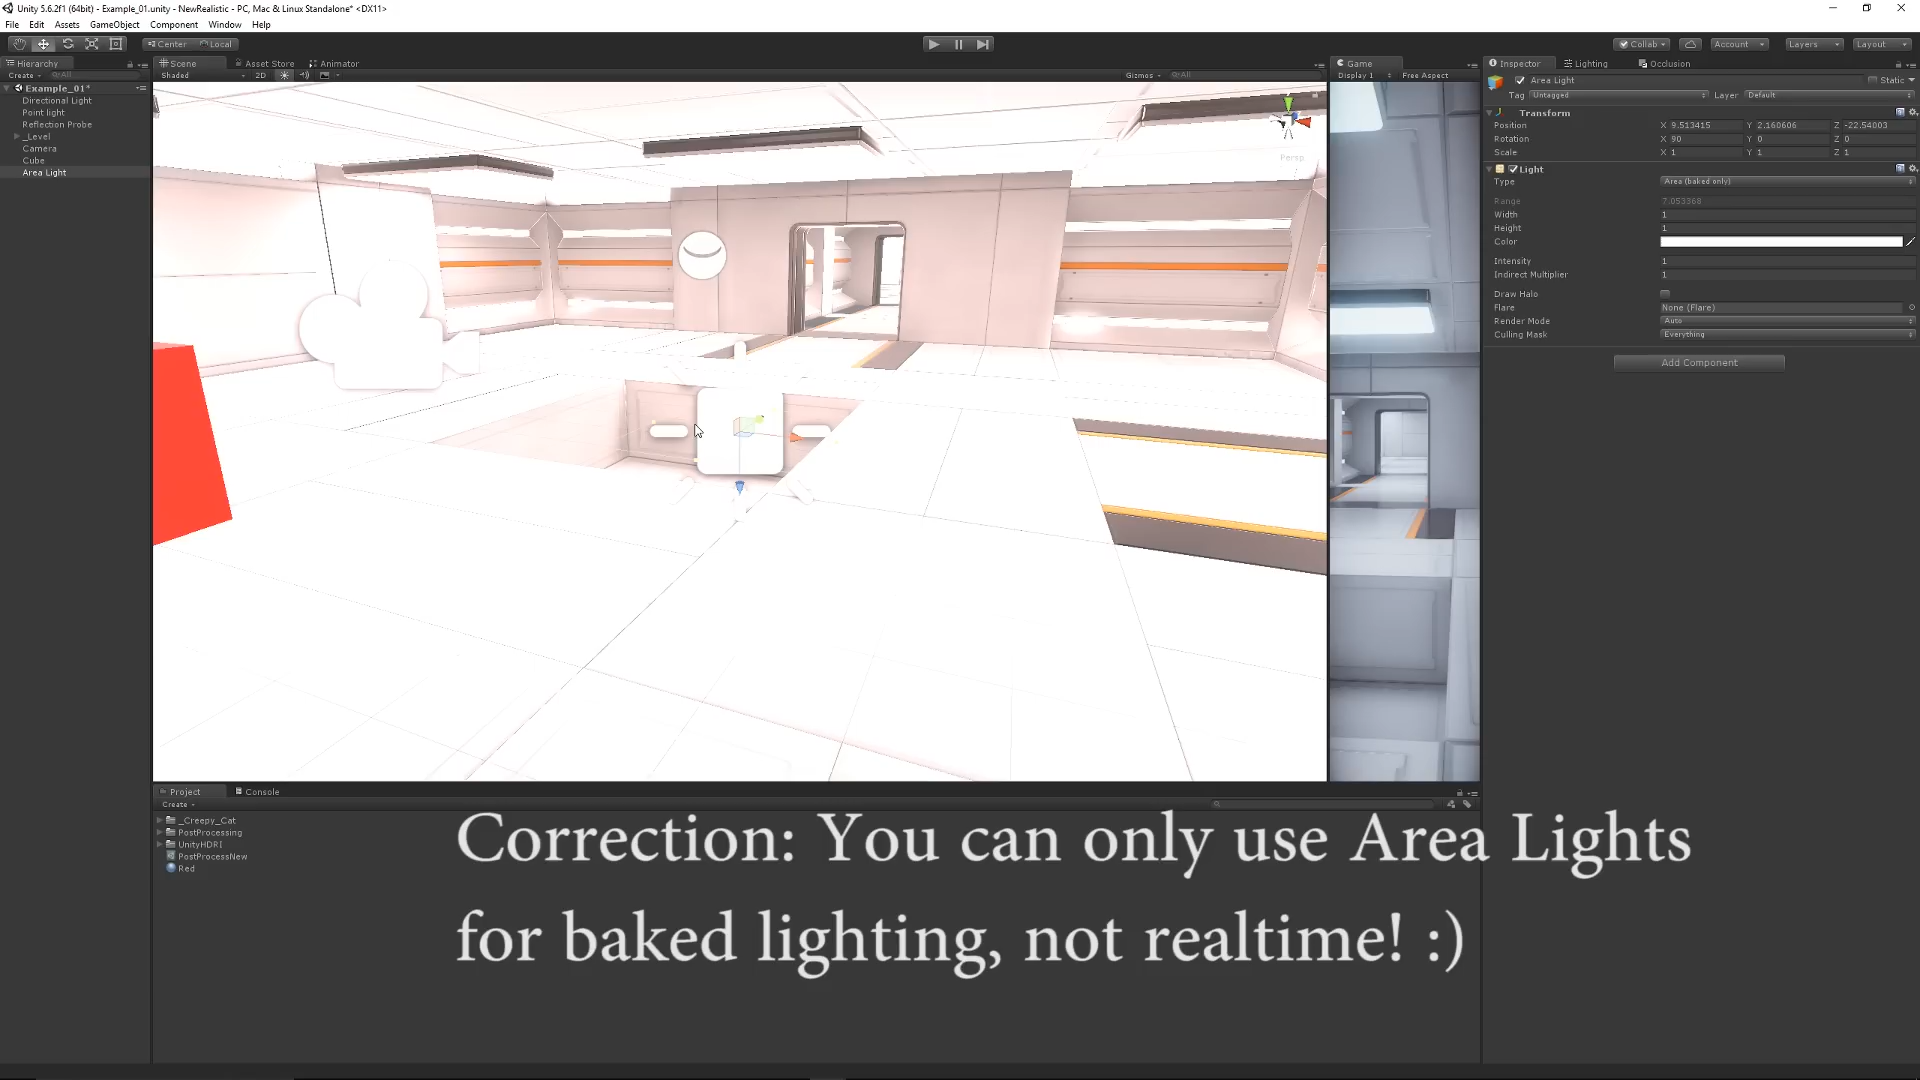 Unity 5.6.2f1 (64bit) - Example_01.unity - NewRealistic - PC, Mac & Linux Standalone* <DX11>
File Edit Assets GameObject Component Window Help
Center Local
Collab Account Layers Layout
Hierarchy
Create All
Example_01*
Directional Light
Point light
Reflection Probe
_Level
Camera
Cube
Area Light
Scene Asset Store Animator
Shaded 2D Gizmos All
Persp
Game
Display 1 Free Aspect
Inspector Lighting Occlusion
Area Light Static
Tag Untagged Layer Default
Transform
Position X 9.513415 Y 2.160606 Z -22.54003
Rotation X 90 Y 0 Z 0
Scale X 1 Y 1 Z 1
Light
Type Area (baked only)
Range 7.053368
Width 1
Height 1
Color
Intensity 1
Indirect Multiplier 1
Draw Halo
Flare None (Flare)
Render Mode Auto
Culling Mask Everything
Add Component
Project Console
Create
_Creepy_Cat
PostProcessing
UnityHDRI
PostProcessNew
Red
Correction: You can only use Area Lights
for baked lighting, not realtime! :)